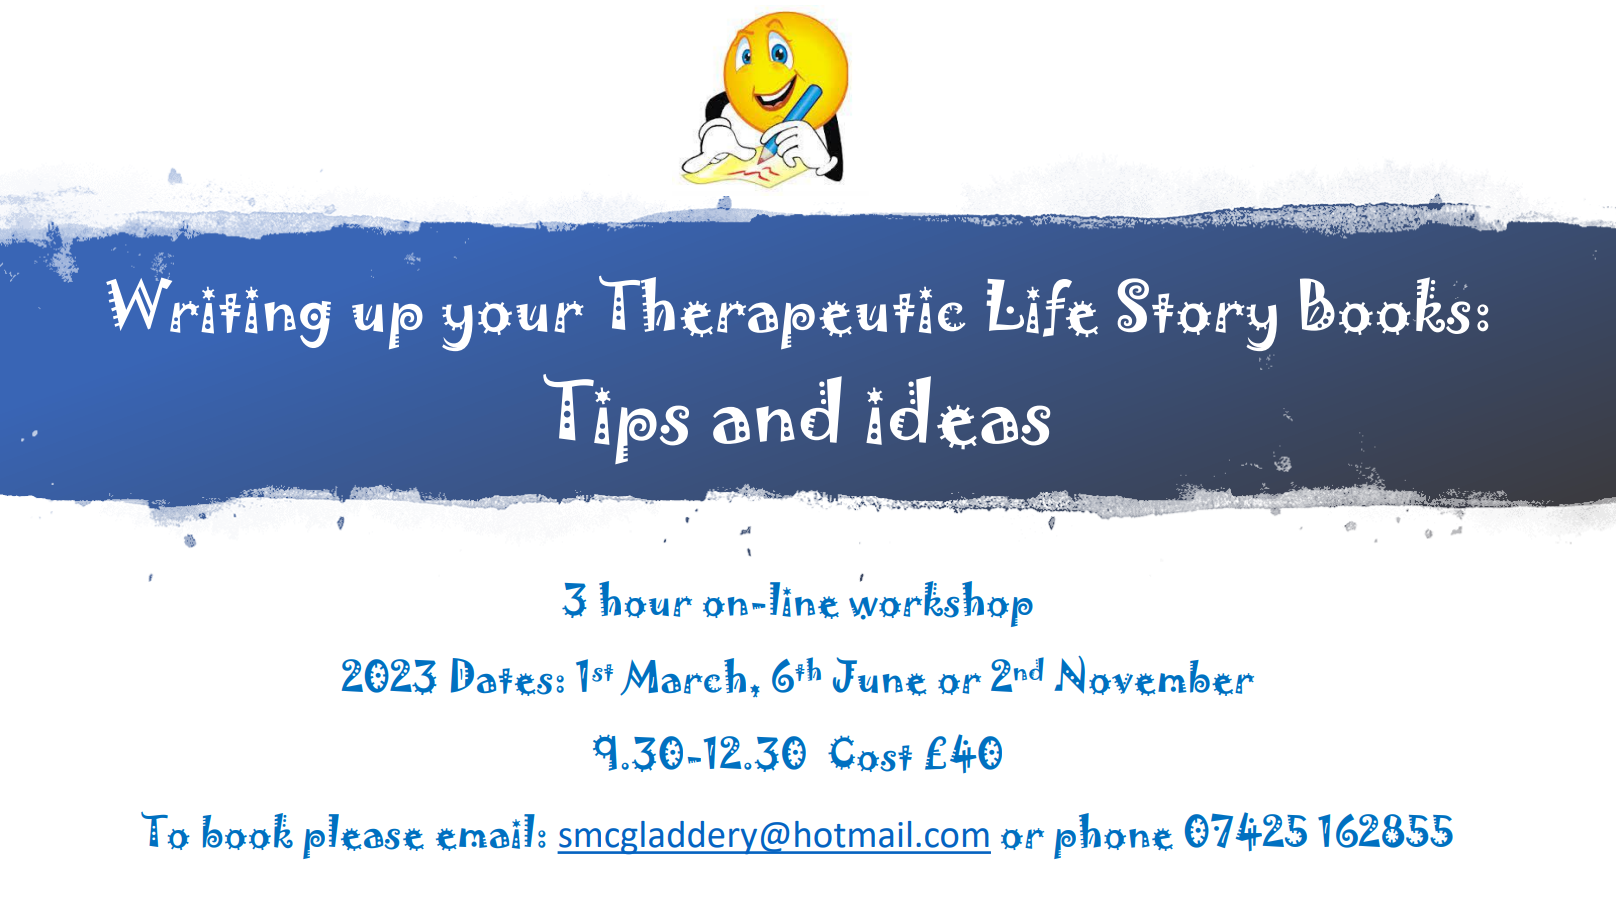 Writing up your Therapeutic Life Story Books:
Tips and ideas
3 hour on-line workshop
2023 Dates: 1st March, 6th June or 2nd November
9.30-12.30 Cost £40
To book please email: smcgladdery@hotmail.com or phone 07425 162855